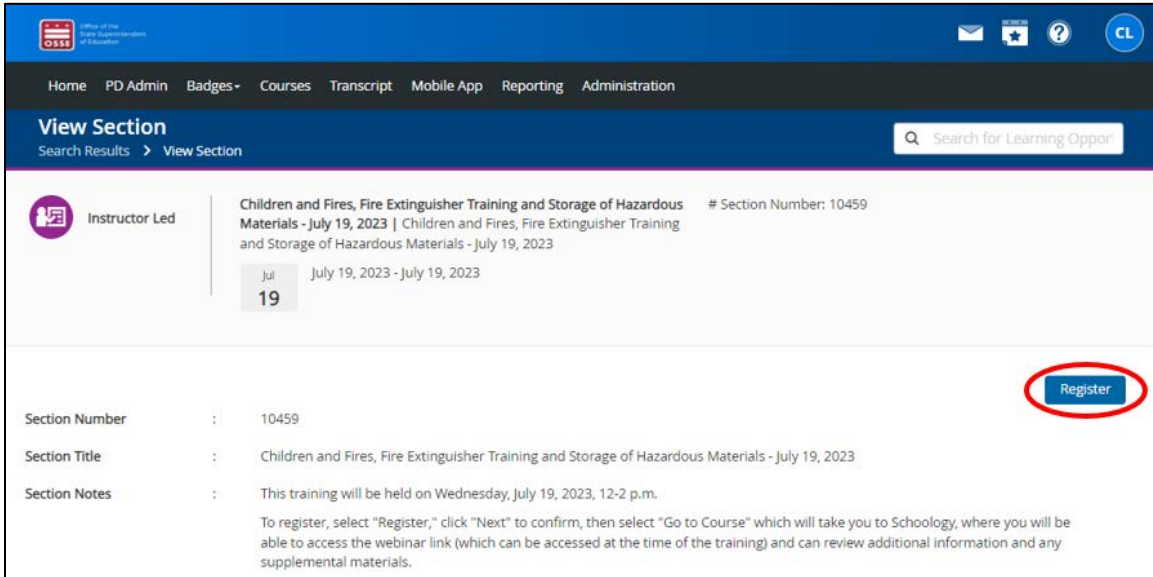 OSSE
Office of the
State Superintendent
of Education
CL
Home PD Admin Badges Courses Transcript Mobile App Reporting Administration
View Section
Search Results > View Section
Search for Learning Oppor
Instructor Led
Children and Fires, Fire Extinguisher Training and Storage of Hazardous
Materials - July 19, 2023 | Children and Fires, Fire Extinguisher Training
and Storage of Hazardous Materials - July 19, 2023
# Section Number: 10459
Jul
19
July 19, 2023 - July 19, 2023
Register
Section Number : 10459
Section Title : Children and Fires, Fire Extinguisher Training and Storage of Hazardous Materials - July 19, 2023
Section Notes : This training will be held on Wednesday, July 19, 2023, 12-2 p.m.
To register, select "Register," click "Next" to confirm, then select "Go to Course" which will take you to Schoology, where you will be
able to access the webinar link (which can be accessed at the time of the training) and can review additional information and any
supplemental materials.